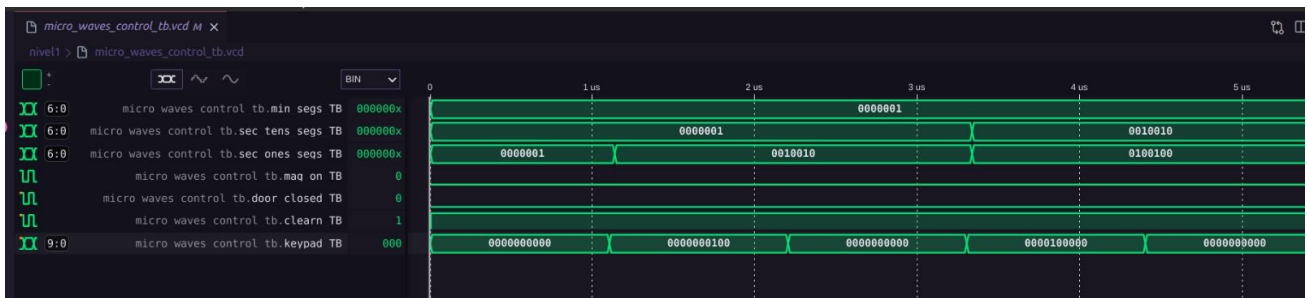 micro_waves_control_tb.vcd M ×
nivel1 > micro_waves_control_tb.vcd
+
-
BIN
0 1 us 2 us 3 us 4 us 5 us
6:0 micro waves control tb.min segs TB 000000x 0000001
6:0 micro waves control tb.sec tens segs TB 000000x 0000001 0010010
6:0 micro waves control tb.sec ones segs TB 000000x 0000001 0010010 0100100
micro waves control tb.mag on TB 0
micro waves control tb.door closed TB 0
micro waves control tb.clearn TB 1
9:0 micro waves control tb.keypad TB 000 0000000000 0000000100 0000000000 0000100000 0000000000